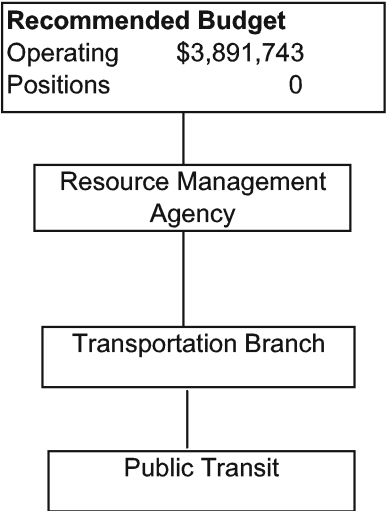 Recommended Budget
Operating $3,891,743
Positions 0
Resource Management
Agency
Transportation Branch
Public Transit